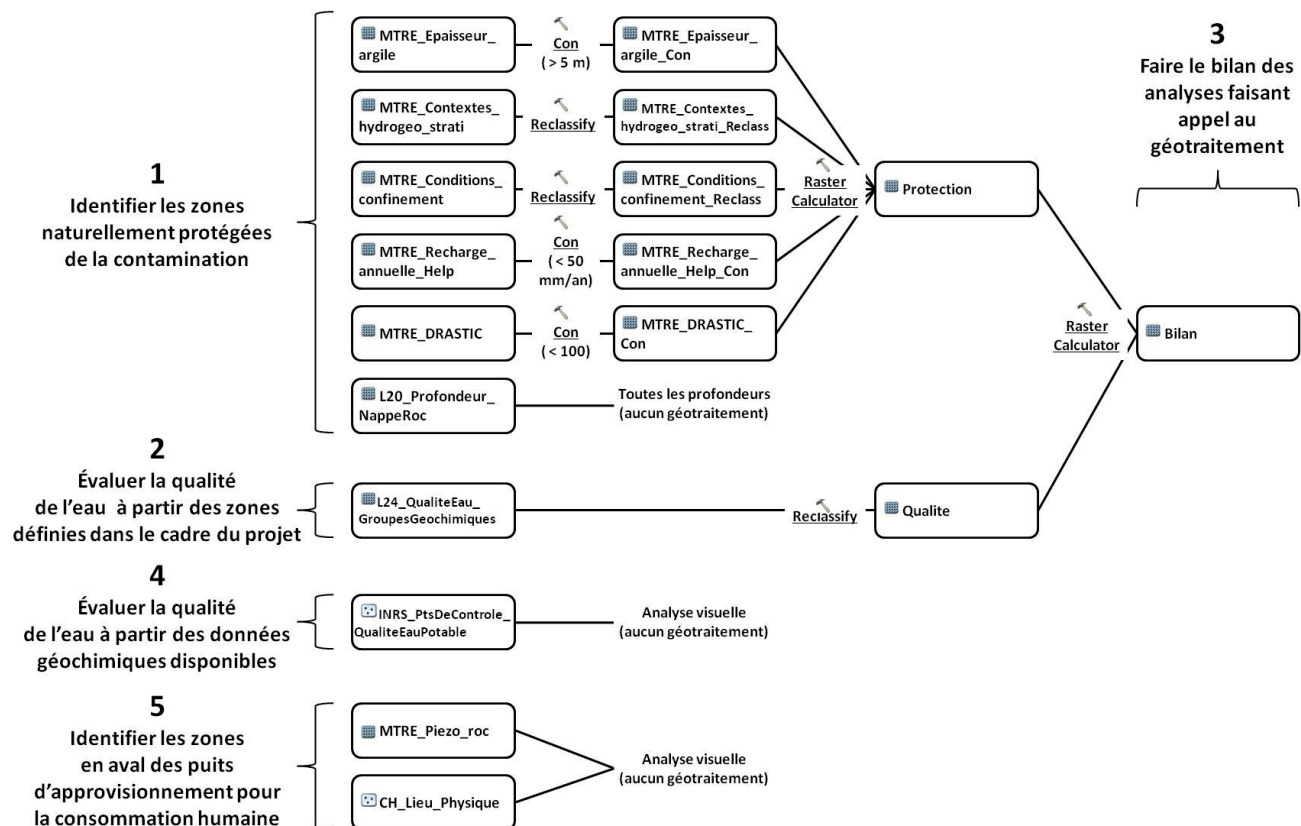 1
Identifier les zones
naturellement protégées
de la contamination
MTRE_Epaisseur_
argile
Con
( > 5 m)
MTRE_Epaisseur_
argile_Con
MTRE_Contextes_
hydrogeo_strati
Reclassify
MTRE_Contextes_
hydrogeo_strati_Reclass
MTRE_Conditions_
confinement
Reclassify
MTRE_Conditions_
confinement_Reclass
MTRE_Recharge_
annuelle_Help
Con
( < 50
mm/an)
MTRE_Recharge_
annuelle_Help_Con
MTRE_DRASTIC
Con
( < 100)
MTRE_DRASTIC_
Con
L20_Profondeur_
NappeRoc
Toutes les profondeurs
(aucun géotraitement)
Raster
Calculator
Protection
2
Évaluer la qualité
de l’eau à partir des zones
définies dans le cadre du projet
L24_QualiteEau_
GroupesGeochimiques
Reclassify
Qualite
3
Faire le bilan des
analyses faisant
appel au
géotraitement
Raster
Calculator
Bilan
4
Évaluer la qualité
de l’eau à partir des données
géochimiques disponibles
INRS_PtsDeControle_
QualiteEauPotable
Analyse visuelle
(aucun géotraitement)
5
Identifier les zones
en aval des puits
d’approvisionnement pour
la consommation humaine
MTRE_Piezo_roc
CH_Lieu_Physique
Analyse visuelle
(aucun géotraitement)